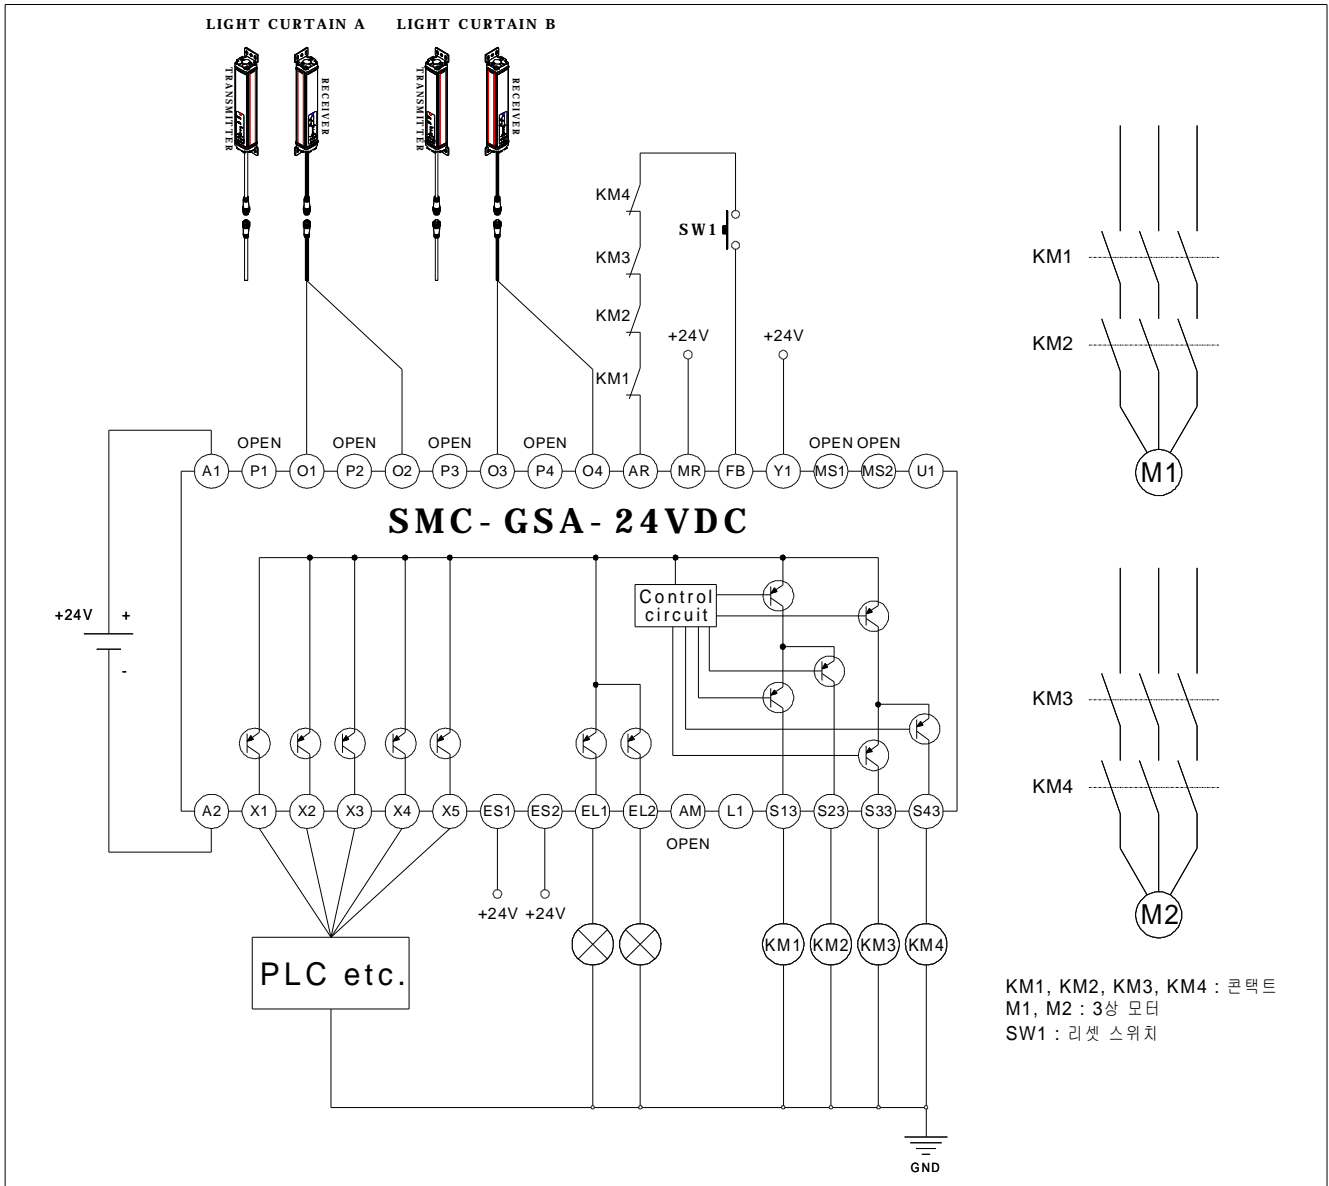 LIGHT CURTAIN A
LIGHT CURTAIN B
TRANSMITTER
RECEIVER
TRANSMITTER
RECEIVER
KM4
KM3
KM2
KM1
SW1
+24V
+24V
KM1
KM2
M1
OPEN
OPEN
OPEN
OPEN
OPEN
OPEN
A1
P1
O1
P2
O2
P3
O3
P4
O4
AR
MR
FB
Y1
MS1
MS2
U1
SMC-GSA-24VDC
Control
circuit
+24V
+
-
A2
X1
X2
X3
X4
X5
ES1
ES2
EL1
EL2
AM
L1
S13
S23
S33
S43
OPEN
+24V
+24V
PLC etc.
KM1
KM2
KM3
KM4
GND
KM3
KM4
M2
KM1, KM2, KM3, KM4 : 콘택트
M1, M2 : 3상 모터
SW1 : 리셋 스위치